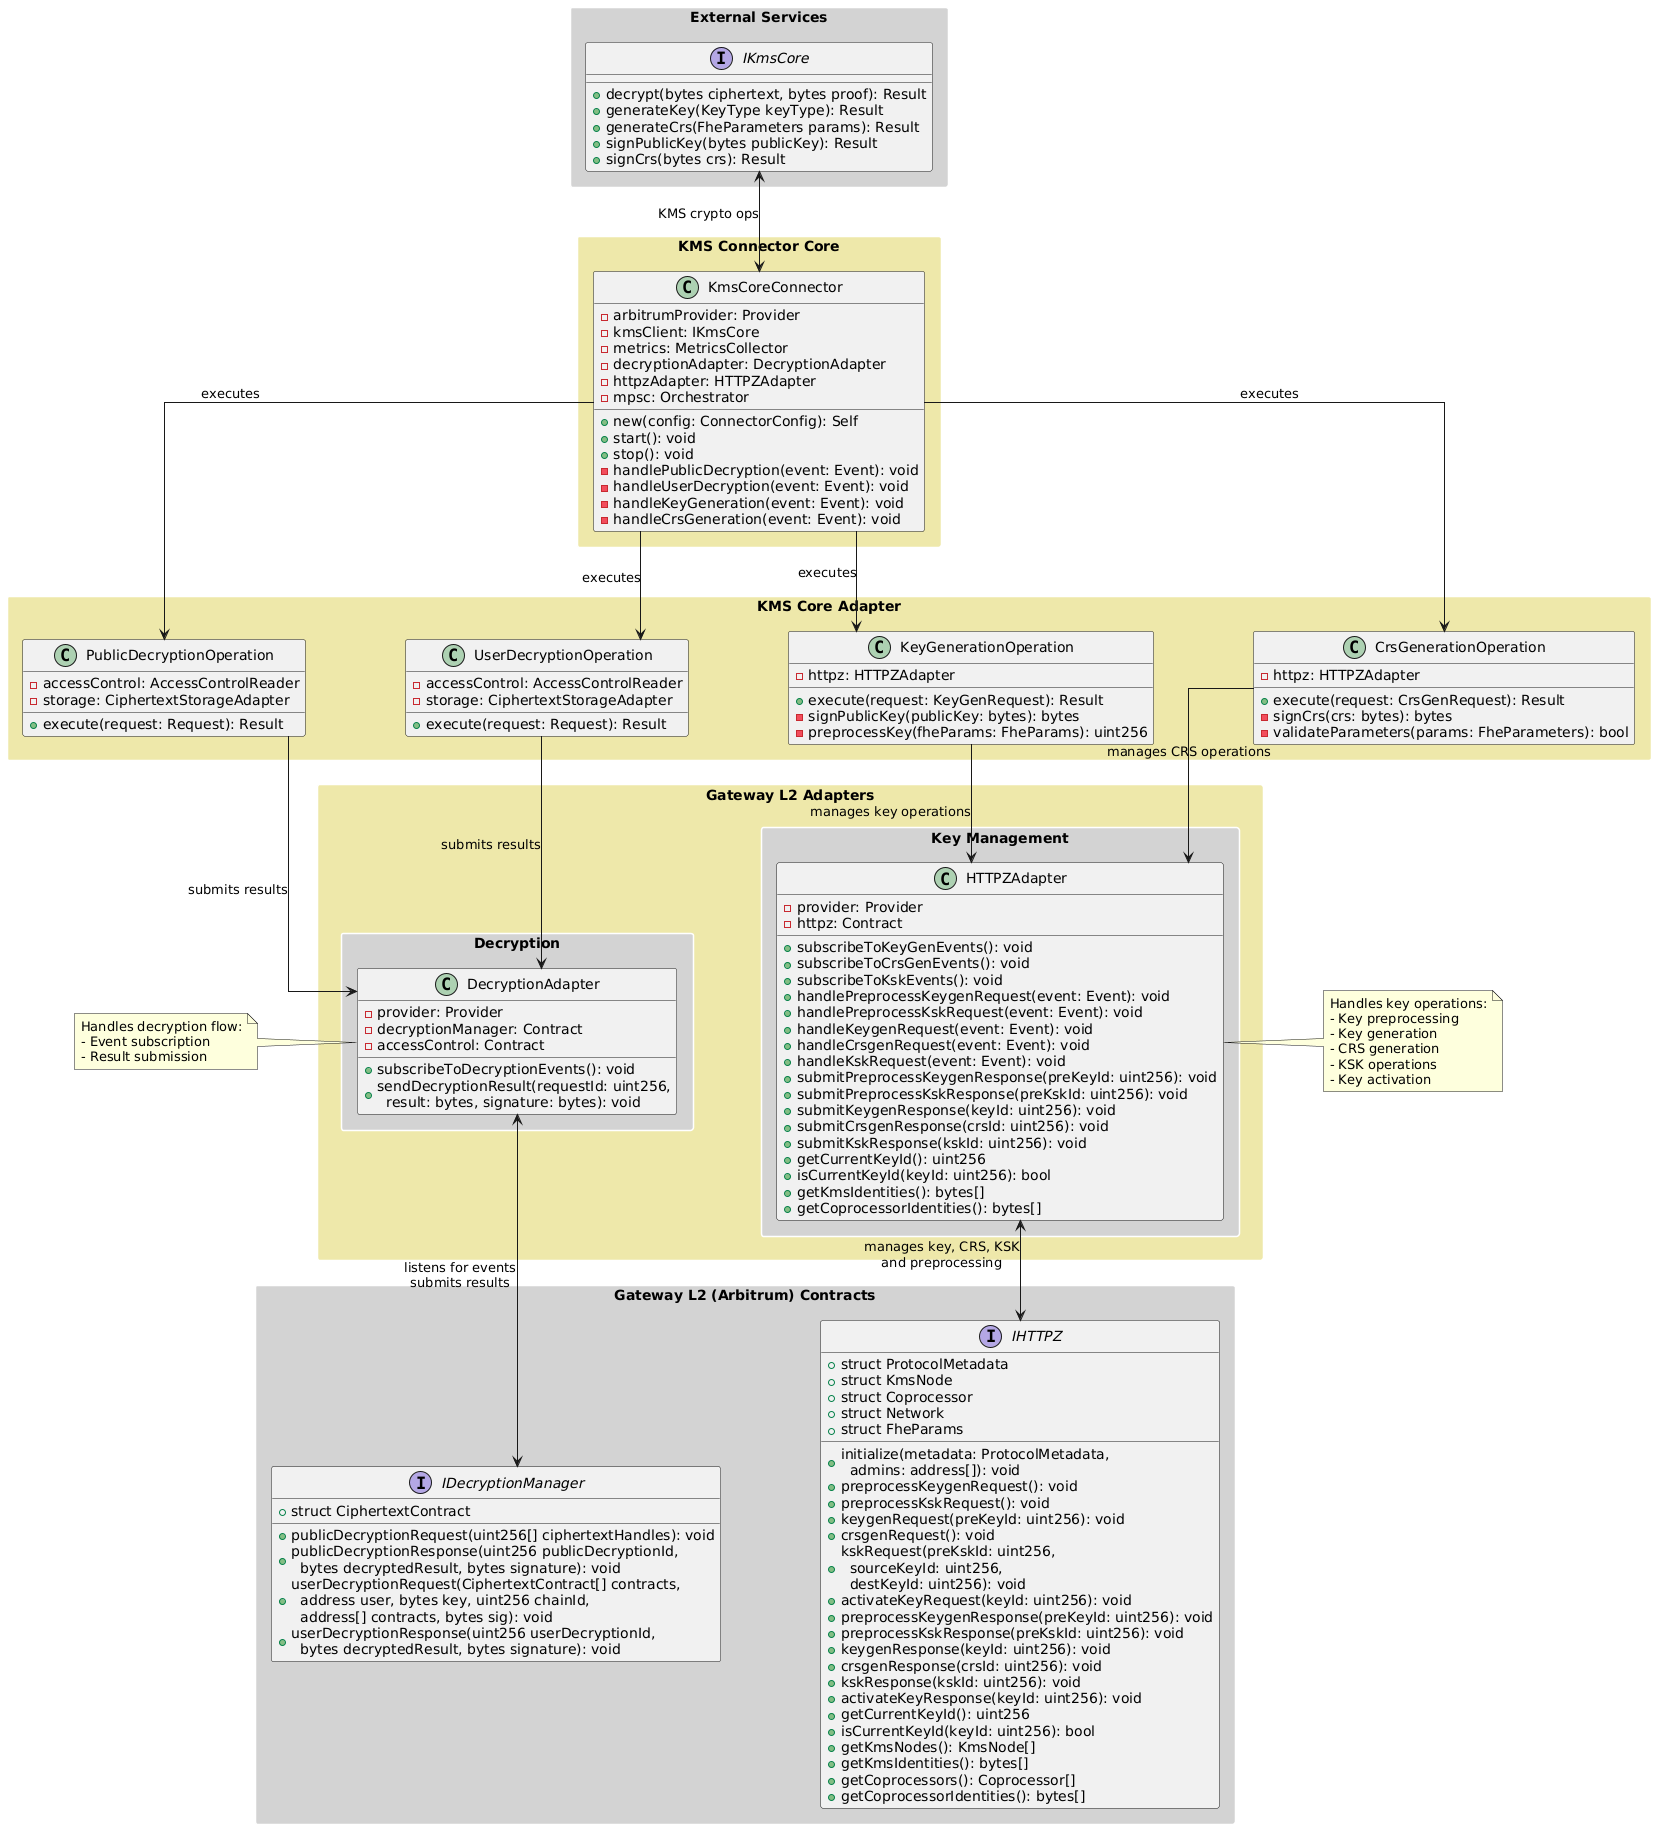 External Services
I IKmsCore
decrypt(bytes ciphertext, bytes proof): Result
generateKey(KeyType keyType): Result
generateCrs(FheParameters params): Result
signPublicKey(bytes publicKey): Result
signCrs(bytes crs): Result
KMS crypto ops
KMS Connector Core
C KmsCoreConnector
arbitrumProvider: Provider
kmsClient: IKmsCore
metrics: MetricsCollector
decryptionAdapter: DecryptionAdapter
httpzAdapter: HTTPZAdapter
mpsc: Orchestrator
new(config: ConnectorConfig): Self
start(): void
stop(): void
handlePublicDecryption(event: Event): void
handleUserDecryption(event: Event): void
handleKeyGeneration(event: Event): void
handleCrsGeneration(event: Event): void
executes
executes
executes
executes
KMS Core Adapter
C PublicDecryptionOperation
accessControl: AccessControlReader
storage: CiphertextStorageAdapter
execute(request: Request): Result
C UserDecryptionOperation
accessControl: AccessControlReader
storage: CiphertextStorageAdapter
execute(request: Request): Result
C KeyGenerationOperation
httpz: HTTPZAdapter
execute(request: KeyGenRequest): Result
signPublicKey(publicKey: bytes): bytes
preprocessKey(fheParams: FheParams): uint256
C CrsGenerationOperation
httpz: HTTPZAdapter
execute(request: CrsGenRequest): Result
signCrs(crs: bytes): bytes
validateParameters(params: FheParameters): bool
manages CRS operations
Gateway L2 Adapters
manages key operations
submits results
submits results
Key Management
C HTTPZAdapter
provider: Provider
httpz: Contract
subscribeToKeyGenEvents(): void
subscribeToCrsGenEvents(): void
subscribeToKskEvents(): void
handlePreprocessKeygenRequest(event: Event): void
handlePreprocessKskRequest(event: Event): void
handleKeygenRequest(event: Event): void
handleCrsgenRequest(event: Event): void
handleKskRequest(event: Event): void
submitPreprocessKeygenResponse(preKeyId: uint256): void
submitPreprocessKskResponse(preKskId: uint256): void
submitKeygenResponse(keyId: uint256): void
submitCrsgenResponse(crsId: uint256): void
submitKskResponse(kskId: uint256): void
getCurrentKeyId(): uint256
isCurrentKeyId(keyId: uint256): bool
getKmsIdentities(): bytes[]
getCoprocessorIdentities(): bytes[]
Decryption
C DecryptionAdapter
provider: Provider
decryptionManager: Contract
accessControl: Contract
subscribeToDecryptionEvents(): void
sendDecryptionResult(requestId: uint256,
result: bytes, signature: bytes): void
Handles decryption flow:
- Event subscription
- Result submission
Handles key operations:
- Key preprocessing
- Key generation
- CRS generation
- KSK operations
- Key activation
manages key, CRS, KSK
and preprocessing
listens for events
submits results
Gateway L2 (Arbitrum) Contracts
I IDecryptionManager
struct CiphertextContract
publicDecryptionRequest(uint256[] ciphertextHandles): void
publicDecryptionResponse(uint256 publicDecryptionId,
bytes decryptedResult, bytes signature): void
userDecryptionRequest(CiphertextContract[] contracts,
address user, bytes key, uint256 chainId,
address[] contracts, bytes sig): void
userDecryptionResponse(uint256 userDecryptionId,
bytes decryptedResult, bytes signature): void
I IHTTPZ
struct ProtocolMetadata
struct KmsNode
struct Coprocessor
struct Network
struct FheParams
initialize(metadata: ProtocolMetadata,
admins: address[]): void
preprocessKeygenRequest(): void
preprocessKskRequest(): void
keygenRequest(preKeyId: uint256): void
crsgenRequest(): void
kskRequest(preKskId: uint256,
sourceKeyId: uint256,
destKeyId: uint256): void
activateKeyRequest(keyId: uint256): void
preprocessKeygenResponse(preKeyId: uint256): void
preprocessKskResponse(preKskId: uint256): void
keygenResponse(keyId: uint256): void
crsgenResponse(crsId: uint256): void
kskResponse(kskId: uint256): void
activateKeyResponse(keyId: uint256): void
getCurrentKeyId(): uint256
isCurrentKeyId(keyId: uint256): bool
getKmsNodes(): KmsNode[]
getKmsIdentities(): bytes[]
getCoprocessors(): Coprocessor[]
getCoprocessorIdentities(): bytes[]